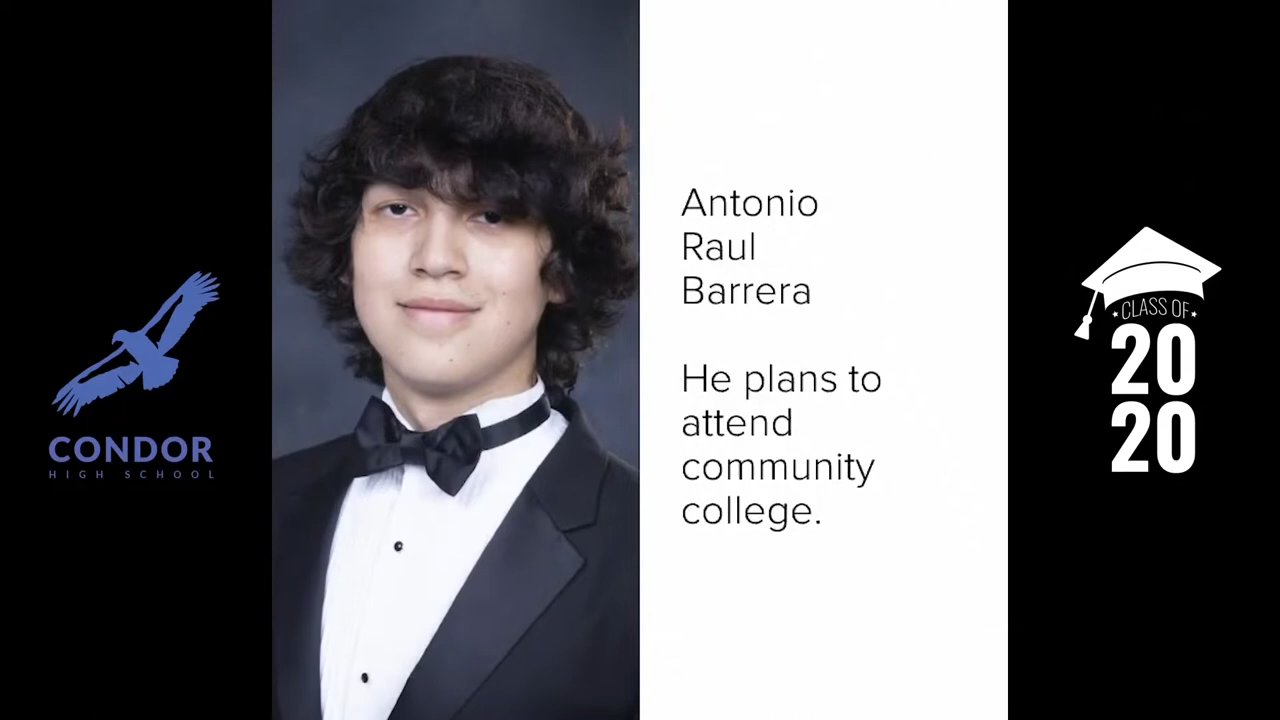 CONDOR
HIGH SCHOOL
Antonio
Raul
Barrera
He plans to
attend
community
college.
CLASS OF
20
20